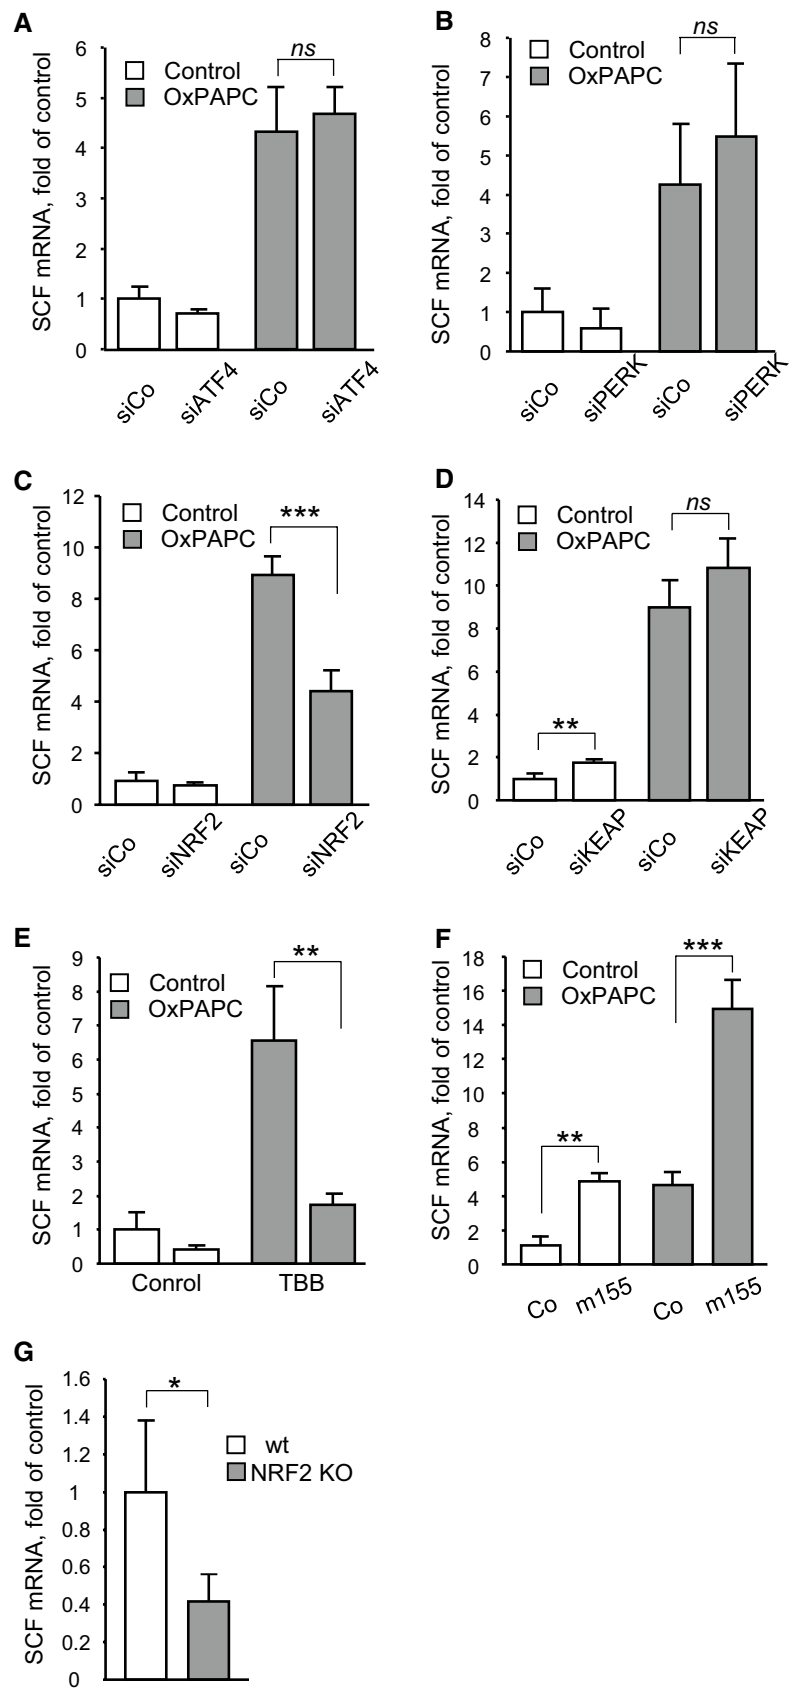 A
SCF mRNA, fold of control
6
5
4
3
2
1
0
Control
OxPAPC
ns
siCo
siATF4
siCo
siATF4
B
SCF mRNA, fold of control
8
7
6
5
4
3
2
1
0
Control
OxPAPC
ns
siCo
siPERK
siCo
siPERK
C
SCF mRNA, fold of control
12
10
8
6
4
2
0
Control
OxPAPC
***
siCo
siNRF2
siCo
siNRF2
D
SCF mRNA, fold of control
14
12
10
8
6
4
2
0
Control
OxPAPC
**
ns
siCo
siKEAP
siCo
siKEAP
E
SCF mRNA, fold of control
9
8
7
6
5
4
3
2
1
0
Control
OxPAPC
**
Conrol
TBB
F
SCF mRNA, fold of control
18
16
14
12
10
8
6
4
2
0
Control
OxPAPC
**
***
Co
m155
Co
m155
G
SCF mRNA, fold of control
1.6
1.4
1.2
1
0.8
0.6
0.4
0.2
0
*
wt
NRF2 KO